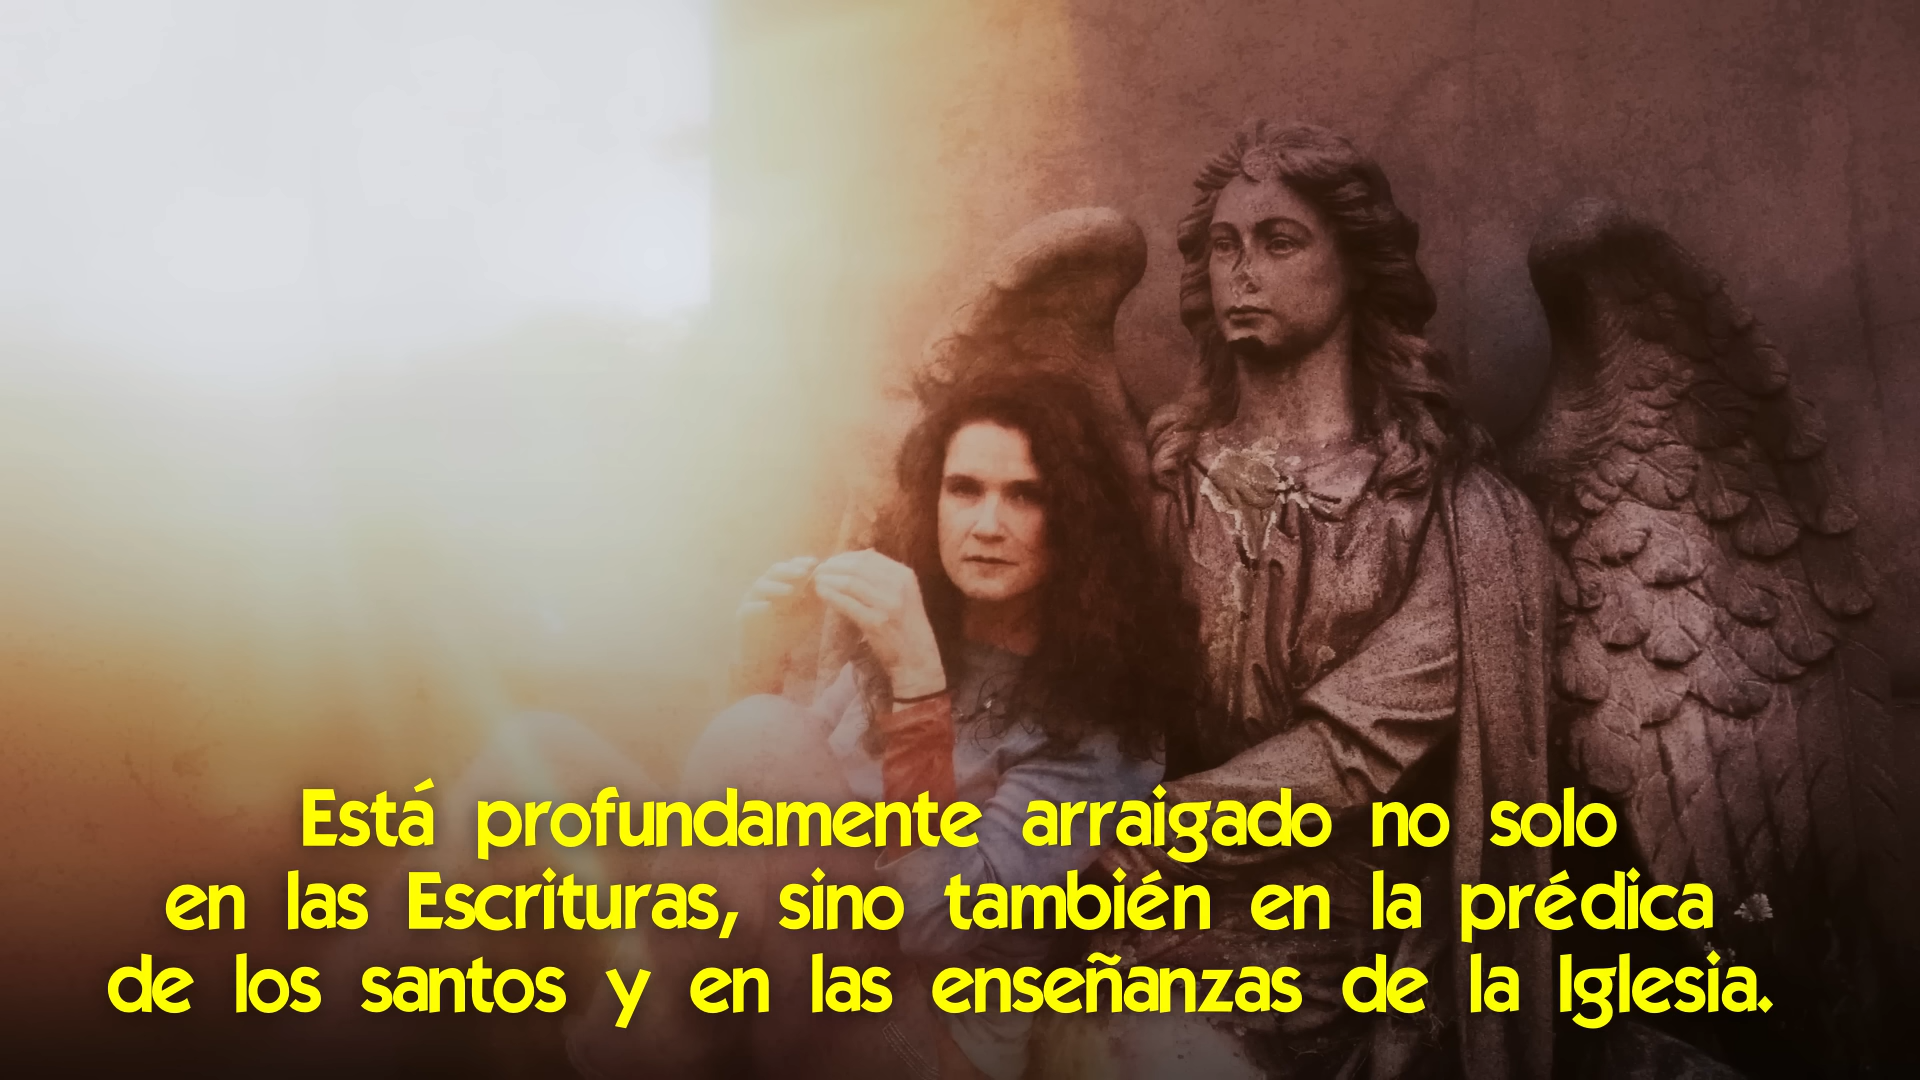 Está profundamente arraigado no solo
en las Escrituras, sino también en la prédica
de los santos y en las enseñanzas de la Iglesia.